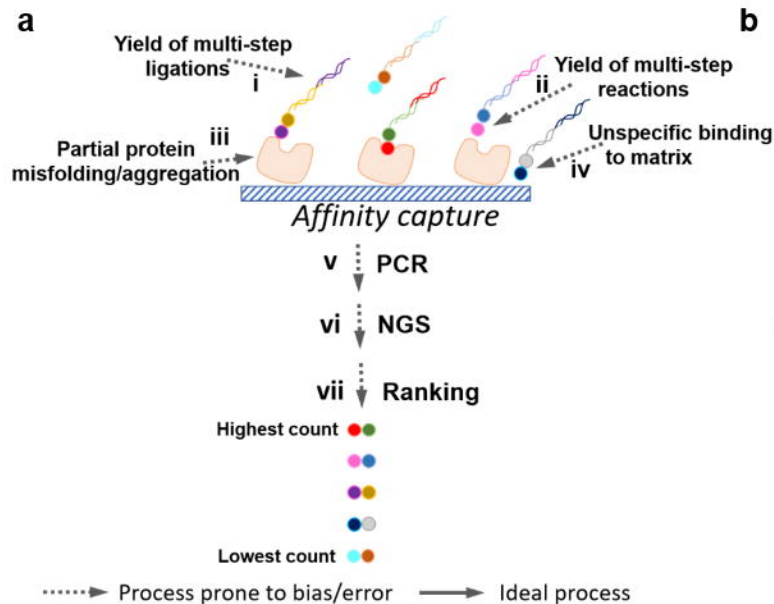 a
b
Yield of multi-step
ligations
i
ii
Yield of multi-step
reactions
iii
Partial protein
misfolding/aggregation
Unspecific binding
to matrix
iv
Affinity capture
v PCR
vi NGS
vii Ranking
Highest count
Lowest count
Process prone to bias/error
Ideal process